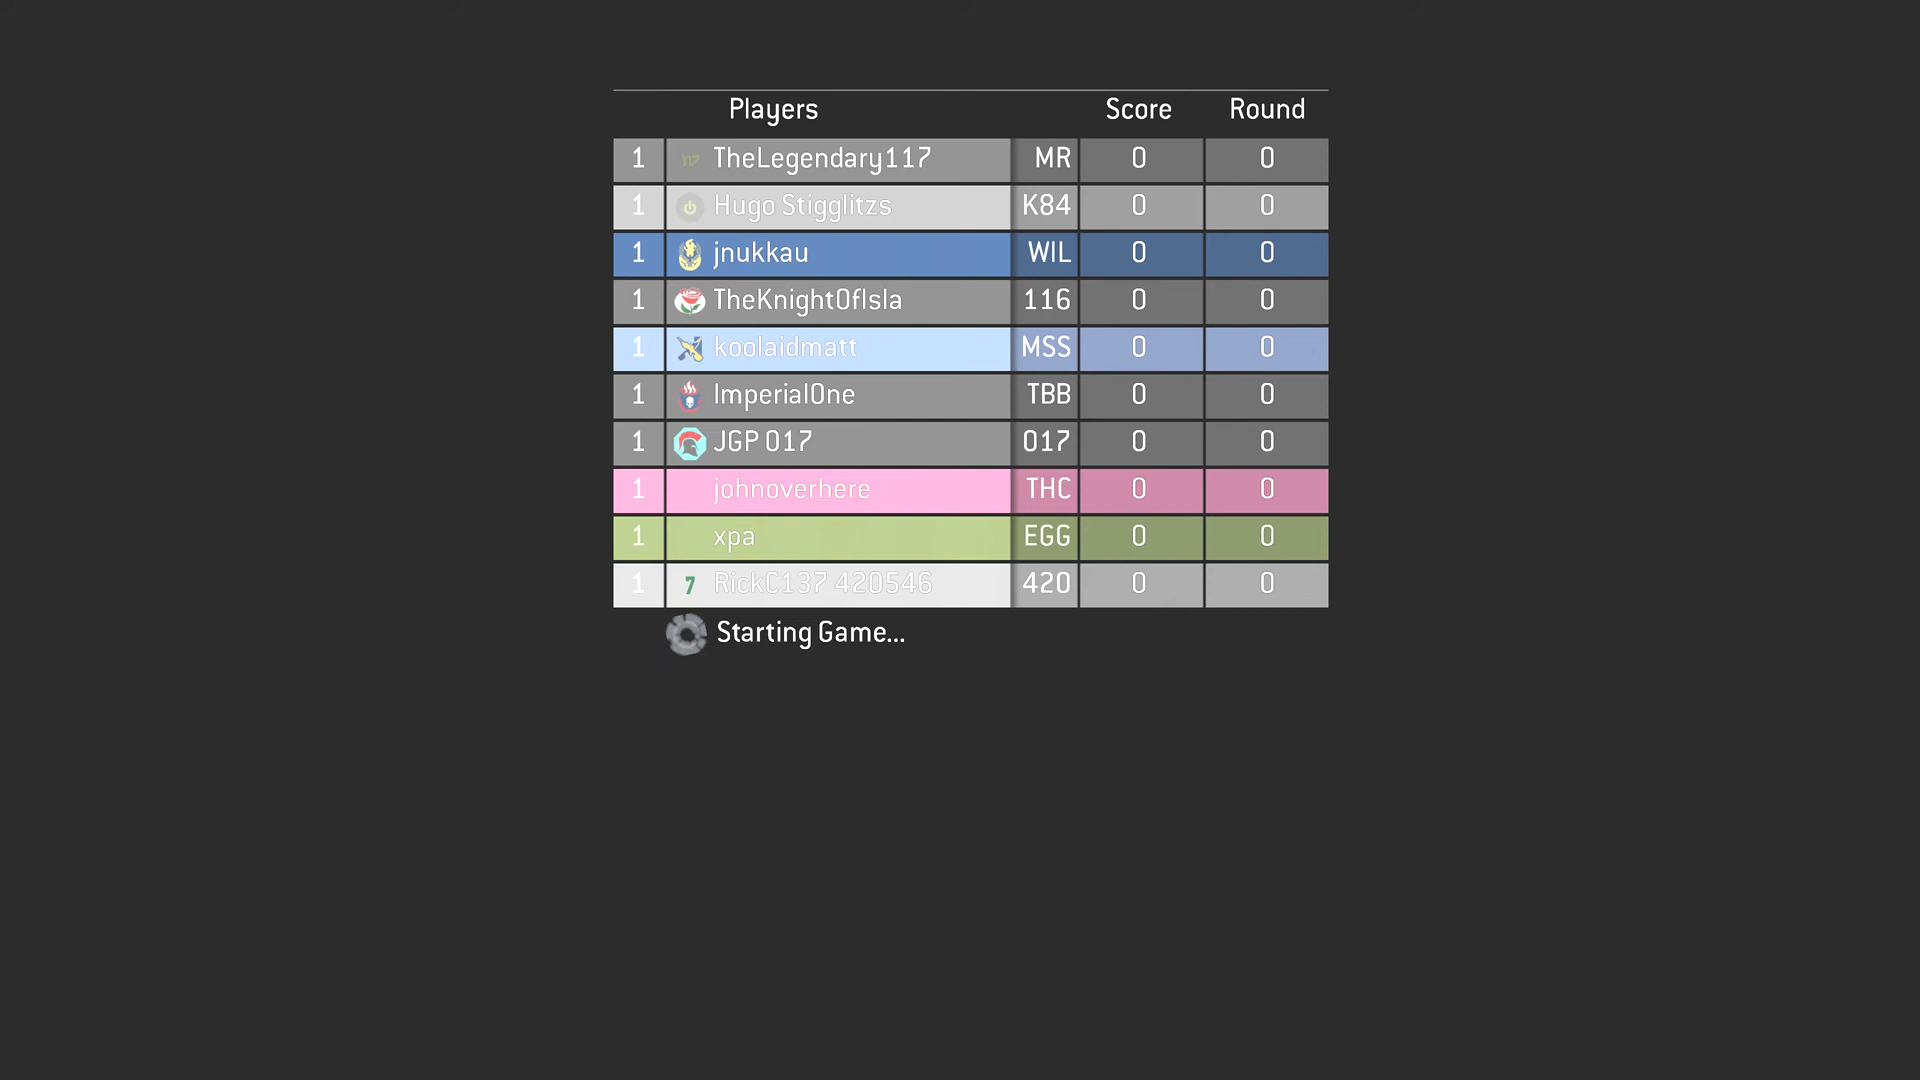 Players Score Round
1 117 TheLegendary117 MR 0 0
1 Hugo Stigglitzs K84 0 0
1 jnukkau WIL 0 0
1 TheKnightOfIsla 116 0 0
1 koolaidmatt MSS 0 0
1 ImperialOne TBB 0 0
1 JGP 017 017 0 0
1 johnoverhere THC 0 0
1 xpa EGG 0 0
1 7 RickC137 420546 420 0 0
Starting Game...